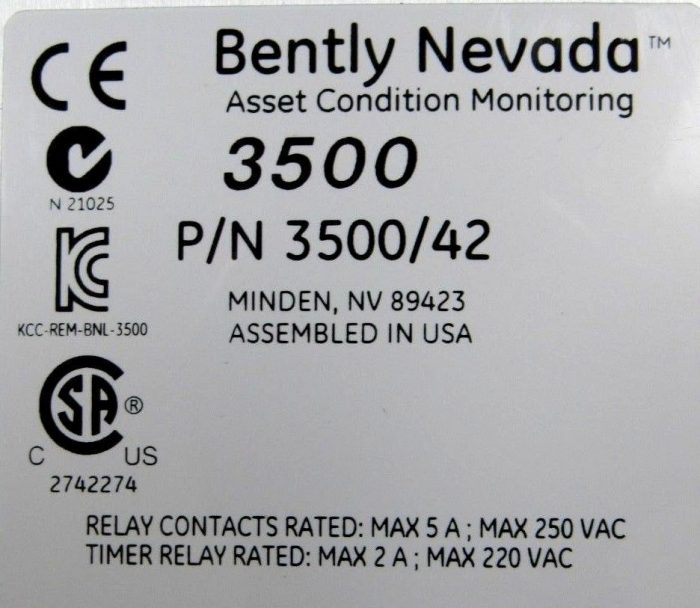 CE
Bently Nevada™
Asset Condition Monitoring
3500
N 21025
P/N 3500/42
KC
MINDEN, NV 89423
KCC-REM-BNL-3500
ASSEMBLED IN USA
SA®
C US
2742274
RELAY CONTACTS RATED: MAX 5 A ; MAX 250 VAC
TIMER RELAY RATED: MAX 2 A ; MAX 220 VAC